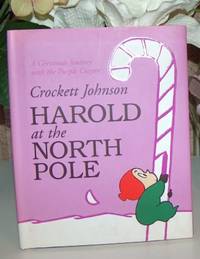 A Christmas Journey
with the Purple Crayon
Crockett Johnson
HAROLD
at the
NORTH
POLE